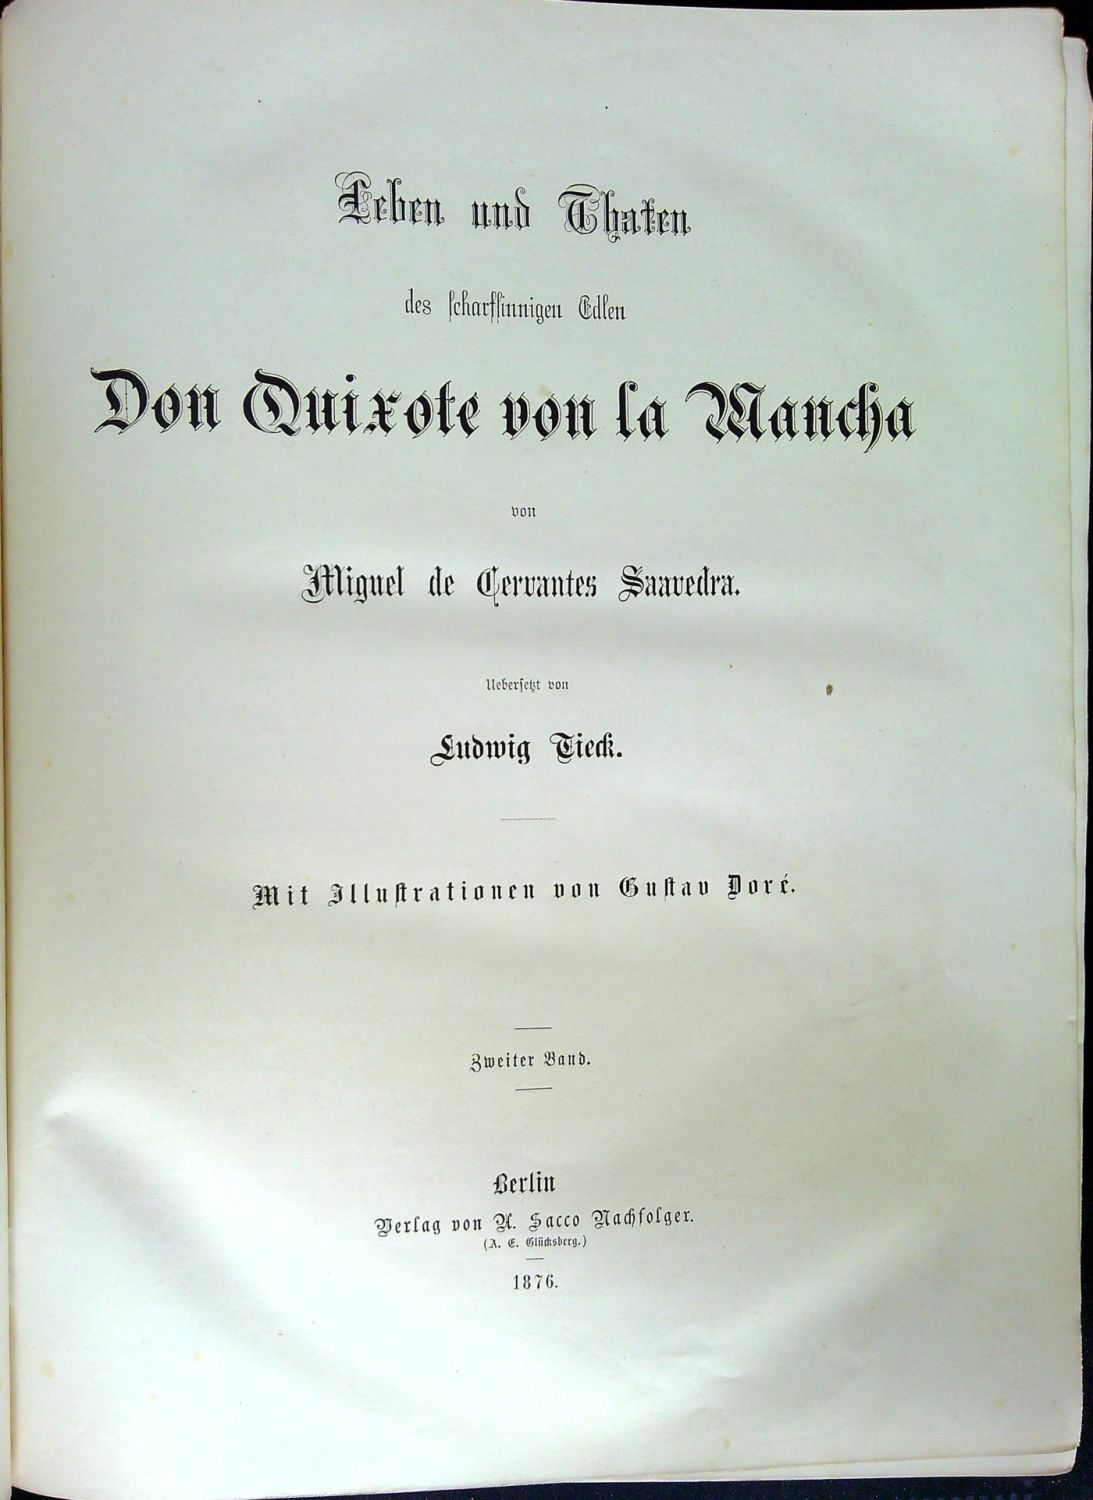 Leben und Thaten
des scharfsinnigen Edlen
Don Quixote von la Mancha
von
Miguel de Cervantes Saavedra.
Uebersetzt von
Ludwig Tieck.
Mit Illustrationen von Gustav Doré.
Zweiter Band.
Berlin
Verlag von A. Sacco Nachfolger.
(A. E. Glücksberg.)
1876.